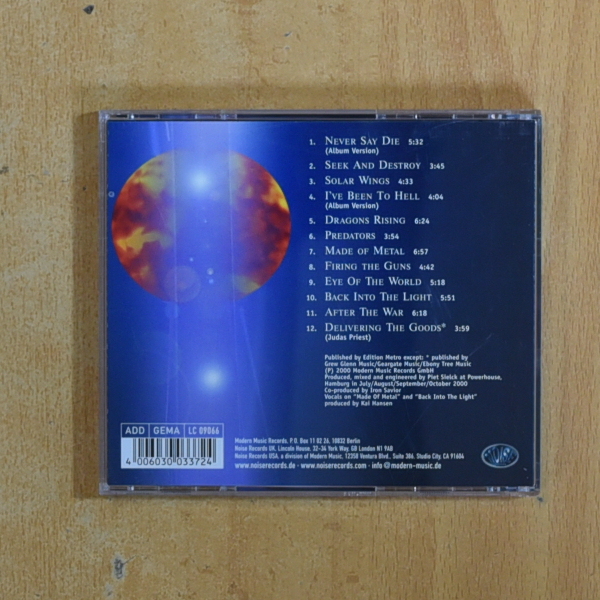 1. NEVER SAY DIE 5:32
(Album Version)
2. SEEK AND DESTROY 3:45
3. SOLAR WINGS 4:33
4. I'VE BEEN TO HELL 4:04
(Album Version)
5. DRAGONS RISING 6:24
6. PREDATORS 3:54
7. MADE OF METAL 6:57
8. FIRING THE GUNS 4:42
9. EYE OF THE WORLD 5:18
10. BACK INTO THE LIGHT 5:51
11. AFTER THE WAR 6:18
12. DELIVERING THE GOODS* 3:59
(Judas Priest)
Published by Edition Metro except: * published by
Grew Glenn Music/Geargate Music/Ebony Tree Music
(P) 2000 Modern Music Records GmbH
Produced, mixed and engineered by Piet Sielck at Powerhouse,
Hamburg in July/August/September/October 2000
Co-produced by Iron Savior
Vocals on "Made Of Metal" and "Back Into The Light"
produced by Kai Hansen
ADD GEMA LC 09066
4 006030 033724
Modern Music Records, P.O. Box 11 02 26, 10832 Berlin
Noise Records UK, Lincoln House, 32-34 York Way, GB London N1 9AB
Noise Records USA, a division of Modern Music, 12358 Ventura Blvd., Suite 386, Studio City, CA 91604
www.noiserecords.de · www.noiserecords.com · info@modern-music.de